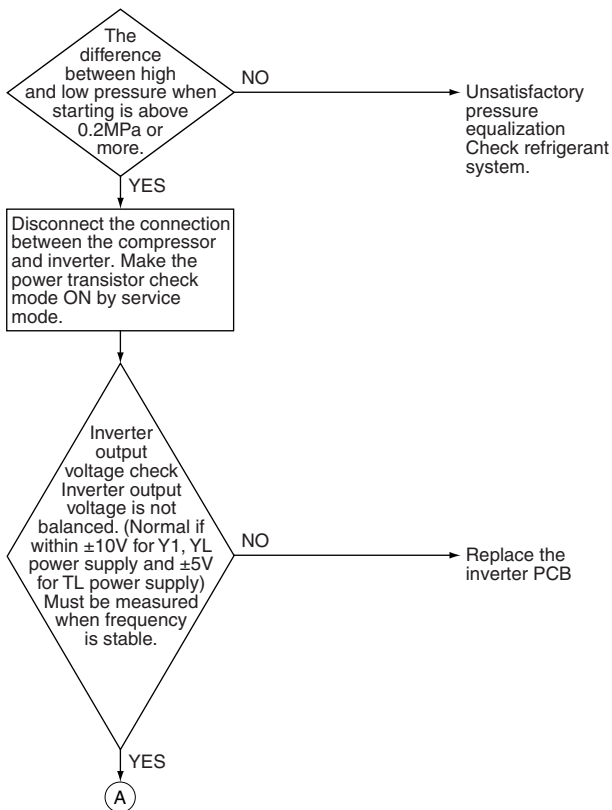 The
difference
between high
and low pressure when
starting is above
0.2MPa or
more.
NO
Unsatisfactory
pressure
equalization
Check refrigerant
system.
YES
Disconnect the connection
between the compressor
and inverter. Make the
power transistor check
mode ON by service
mode.
Inverter
output
voltage check
Inverter output
voltage is not
balanced. (Normal if
within ±10V for Y1, YL
power supply and ±5V
for TL power supply)
Must be measured
when frequency
is stable.
NO
Replace the
inverter PCB
YES
A